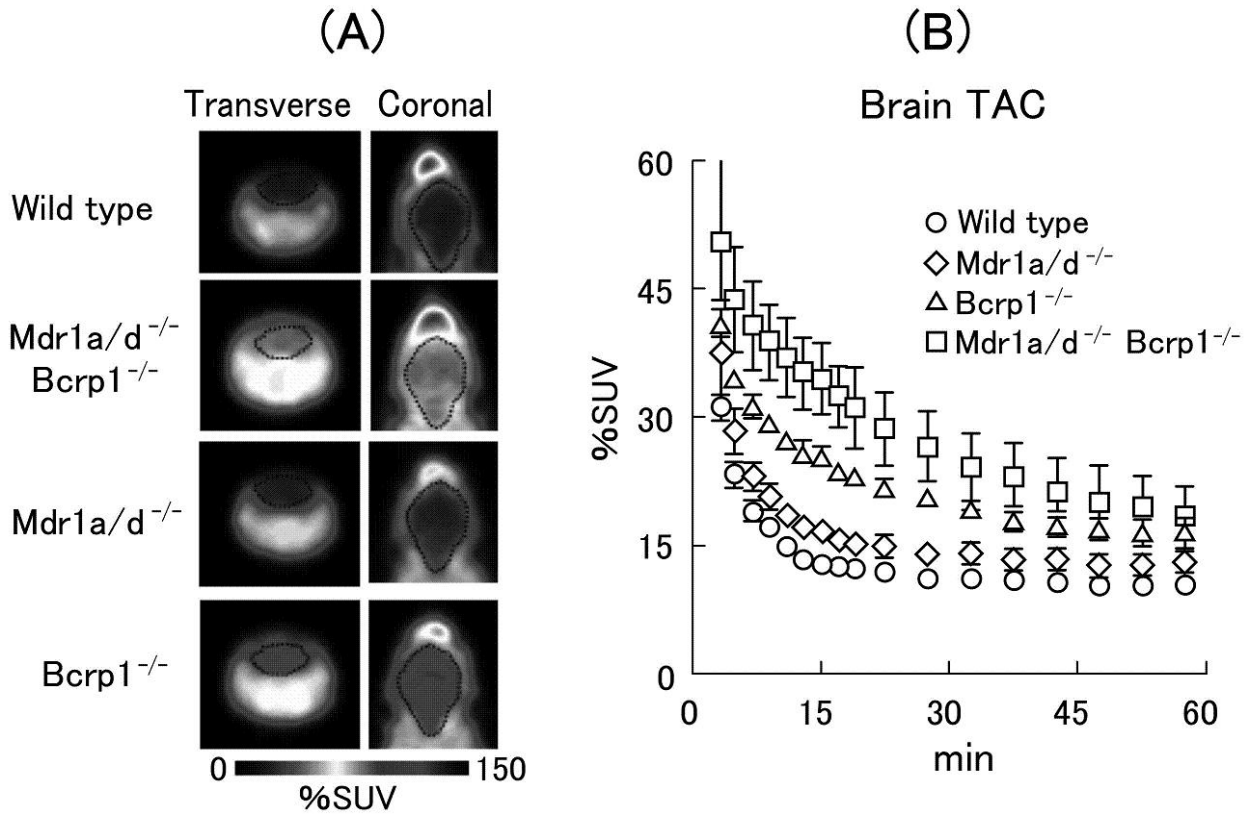 (A)
Transverse Coronal
Wild type
Mdr1a/d⁻/⁻
Bcrp1⁻/⁻
Mdr1a/d⁻/⁻
Bcrp1⁻/⁻
0 150
%SUV
(B)
Brain TAC
60
45
30
15
0
%SUV
Wild type
Mdr1a/d⁻/⁻
Bcrp1⁻/⁻
Mdr1a/d⁻/⁻ Bcrp1⁻/⁻
0 15 30 45 60
min